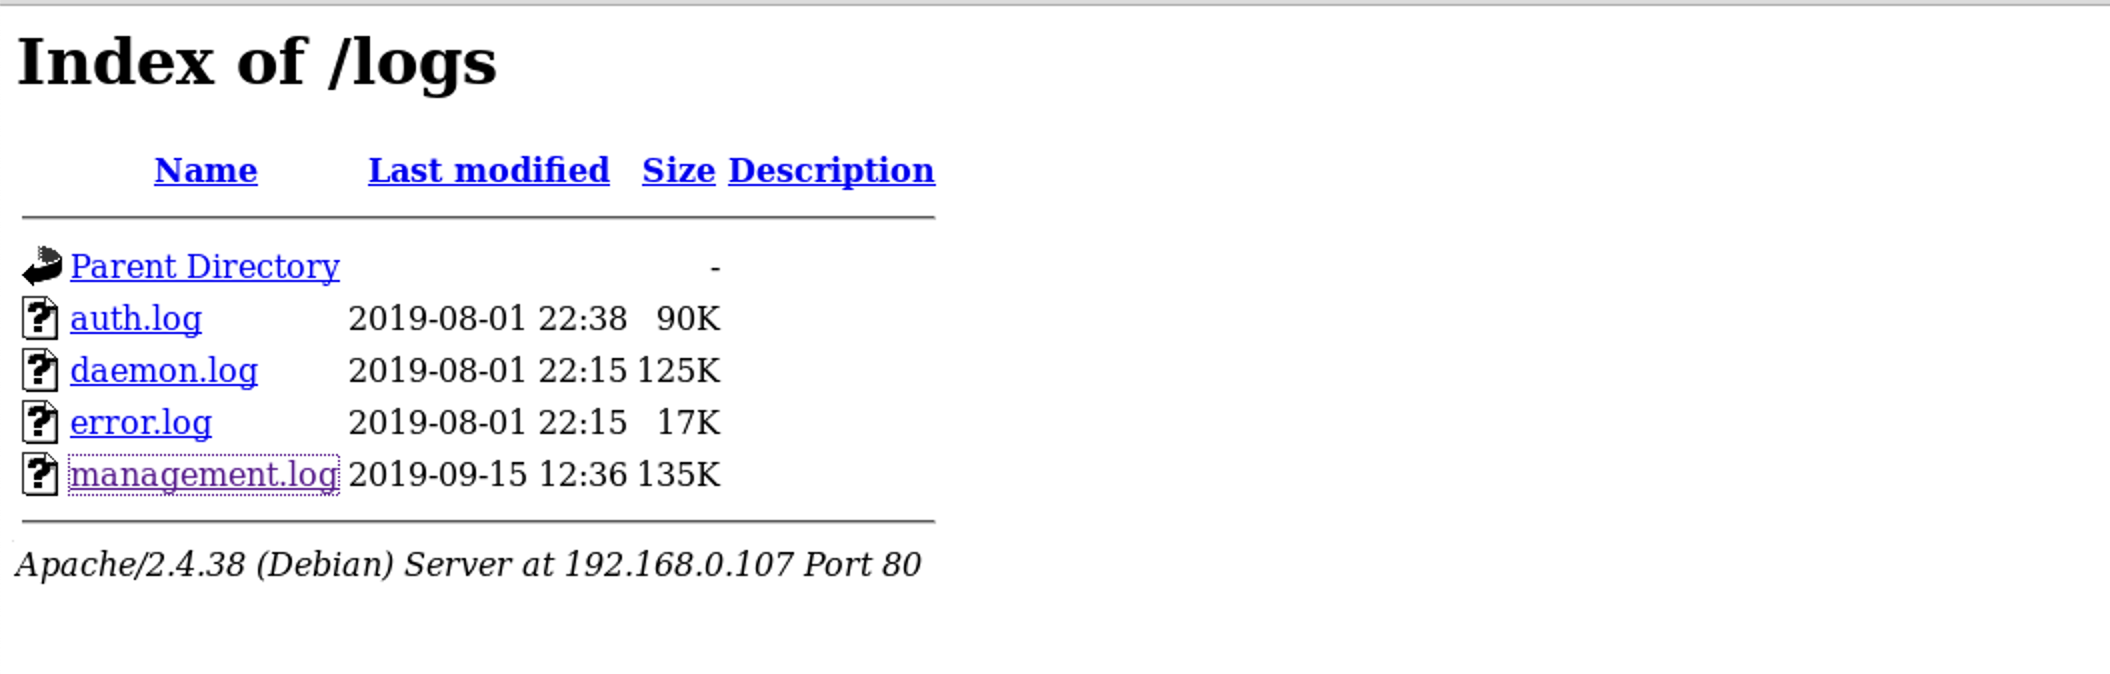 Index of /logs
Name Last modified Size Description
Parent Directory -
auth.log 2019-08-01 22:38 90K
daemon.log 2019-08-01 22:15 125K
error.log 2019-08-01 22:15 17K
management.log 2019-09-15 12:36 135K
Apache/2.4.38 (Debian) Server at 192.168.0.107 Port 80